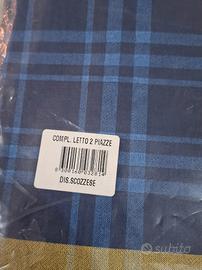 COMPL. LETTO 2 PIAZZE
DIS.SCOZZESE
subito